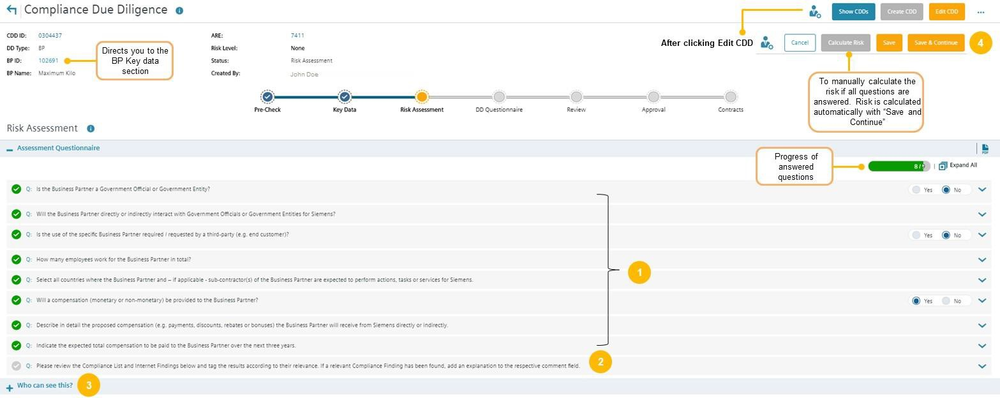 Compliance Due Diligence
Show CDDs
Create CDD
Edit CDD
...
CDD ID: 0304437
ARE: 7411
DD Type: BP
Risk Level: None
BP ID: 102691
Status: Risk Assessment
BP Name: Maximum Kilo
Created By: John Doe
Directs you to the
BP Key data
section
After clicking Edit CDD
Cancel
Calculate Risk
Save
Save & Continue
4
To manually calculate the
risk if all questions are
answered. Risk is calculated
automatically with “Save and
Continue”
Pre-Check
Key Data
Risk Assessment
DD Questionnaire
Review
Approval
Contracts
Risk Assessment
Assessment Questionnaire
PDF
Progress of
answered
questions
8 / 9
Expand All
Q: Is the Business Partner a Government Official or Government Entity?
Yes No
Q: Will the Business Partner directly or indirectly interact with Government Officials or Government Entities for Siemens?
Q: Is the use of the specific Business Partner required / requested by a third-party (e.g. end customer)?
Yes No
Q: How many employees work for the Business Partner in total?
1
Q: Select all countries where the Business Partner and – if applicable - sub-contractor(s) of the Business Partner are expected to perform actions, tasks or services for Siemens.
Q: Will a compensation (monetary or non-monetary) be provided to the Business Partner?
Yes No
Q: Describe in detail the proposed compensation (e.g. payments, discounts, rebates or bonuses) the Business Partner will receive from Siemens directly or indirectly.
Q: Indicate the expected total compensation to be paid to the Business Partner over the next three years.
2
Q: Please review the Compliance List and Internet Findings below and tag the results according to their relevance. If a relevant Compliance Finding has been found, add an explanation to the respective comment field.
Who can see this?
3